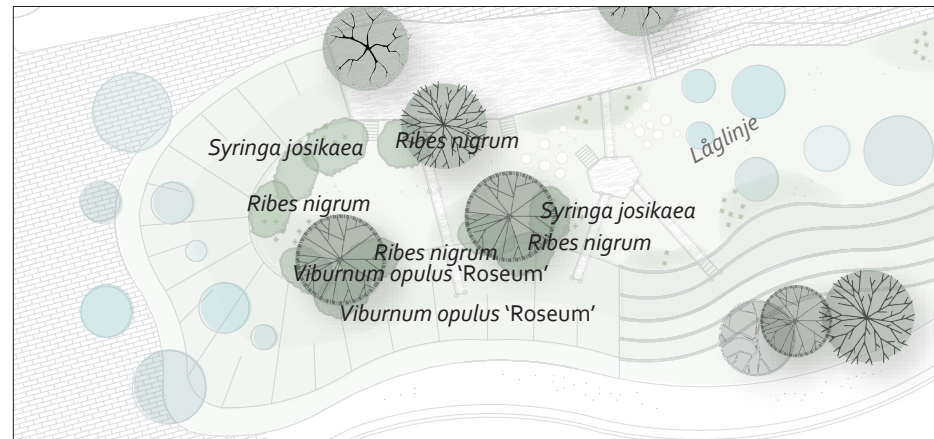 Ribes nigrum
Syringa josikaea
Låglinje
Ribes nigrum
Syringa josikaea
Ribes nigrum
Ribes nigrum
Viburnum opulus ‘Roseum’
Viburnum opulus ‘Roseum’